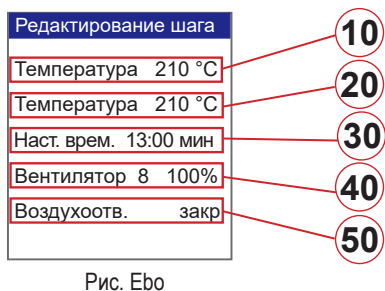 Редактирование шага
10
Температура 210 °C
20
Температура 210 °C
30
Наст. врем. 13:00 мин
40
Вентилятор 8 100%
50
Воздухоотв. закр
Рис. Ebo